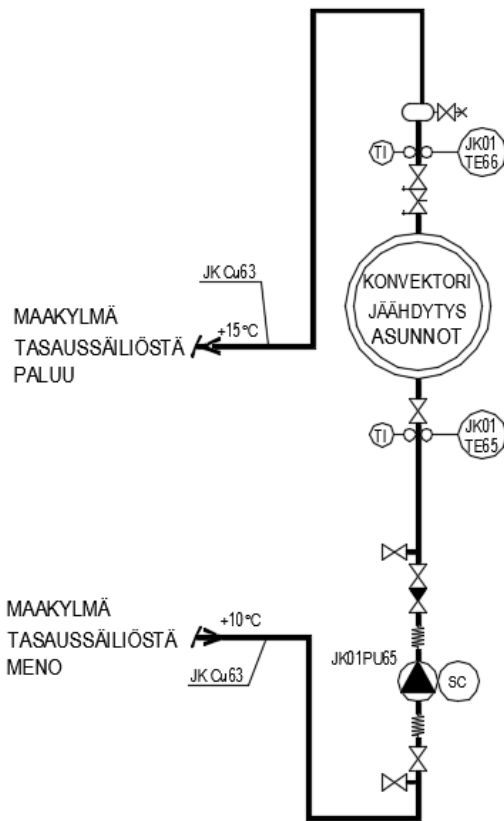 TI
JK01
TE66
KONVEKTORI
JÄÄHDYTYS
ASUNNOT
JK Cu63
+15°C
MAAKYLMÄ
TASAUSSÄILIÖSTÄ
PALUU
TI
JK01
TE65
MAAKYLMÄ
TASAUSSÄILIÖSTÄ
MENO
+10°C
JK Cu63
JK01PU65
SC